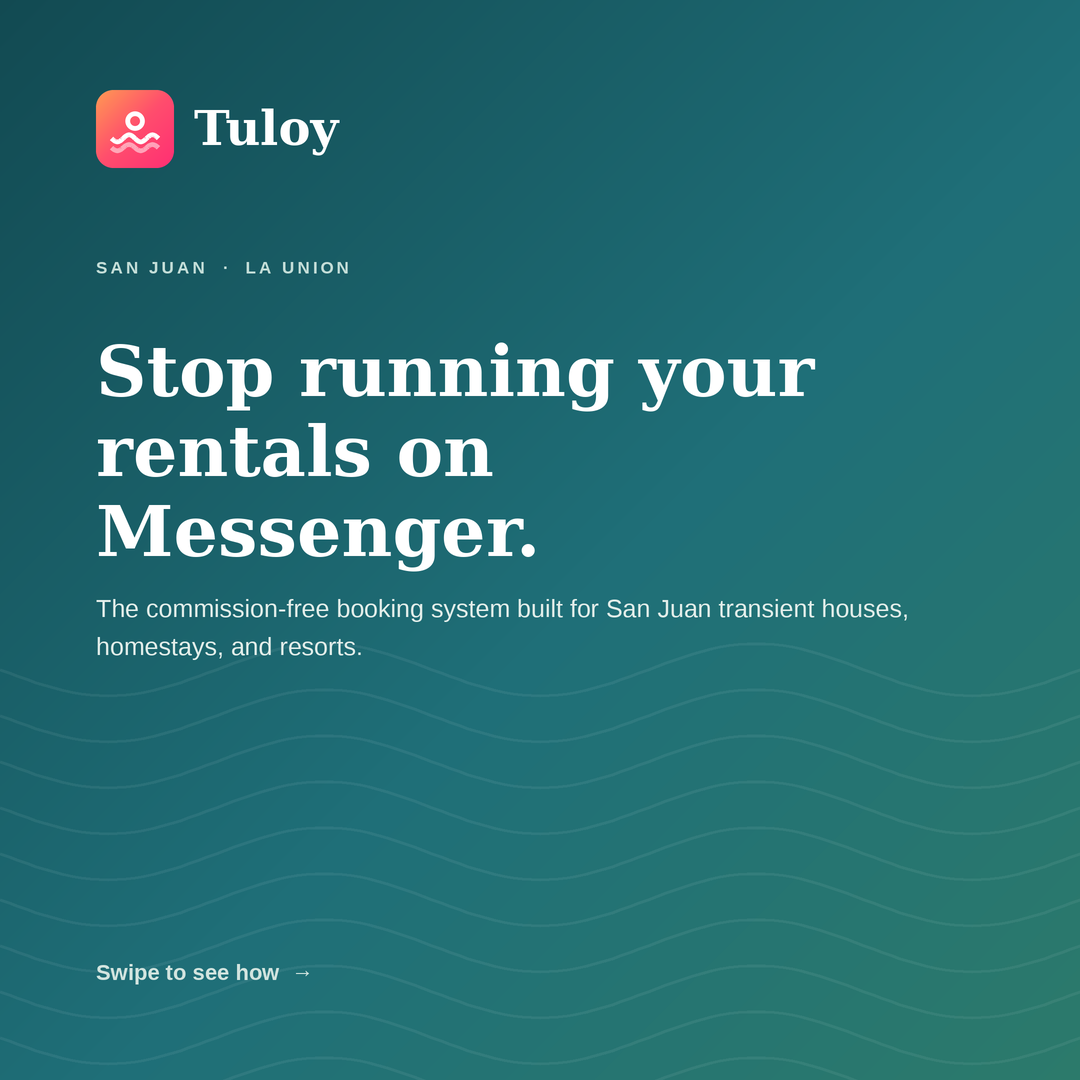 Tuloy
SAN JUAN · LA UNION
Stop running your
rentals on
Messenger.
The commission-free booking system built for San Juan transient houses,
homestays, and resorts.
Swipe to see how →